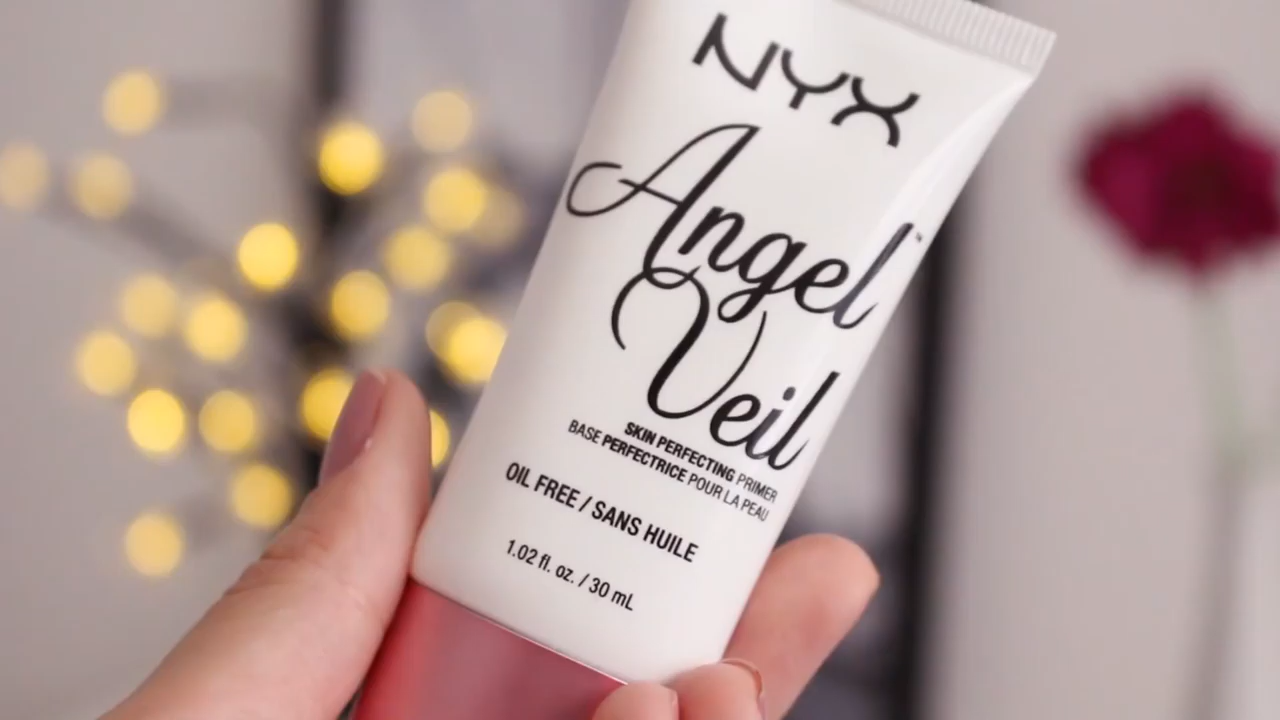 NYX
Angel™
Veil
SKIN PERFECTING PRIMER
BASE PERFECTRICE POUR LA PEAU
OIL FREE / SANS HUILE
1.02 fl. oz. / 30 mL